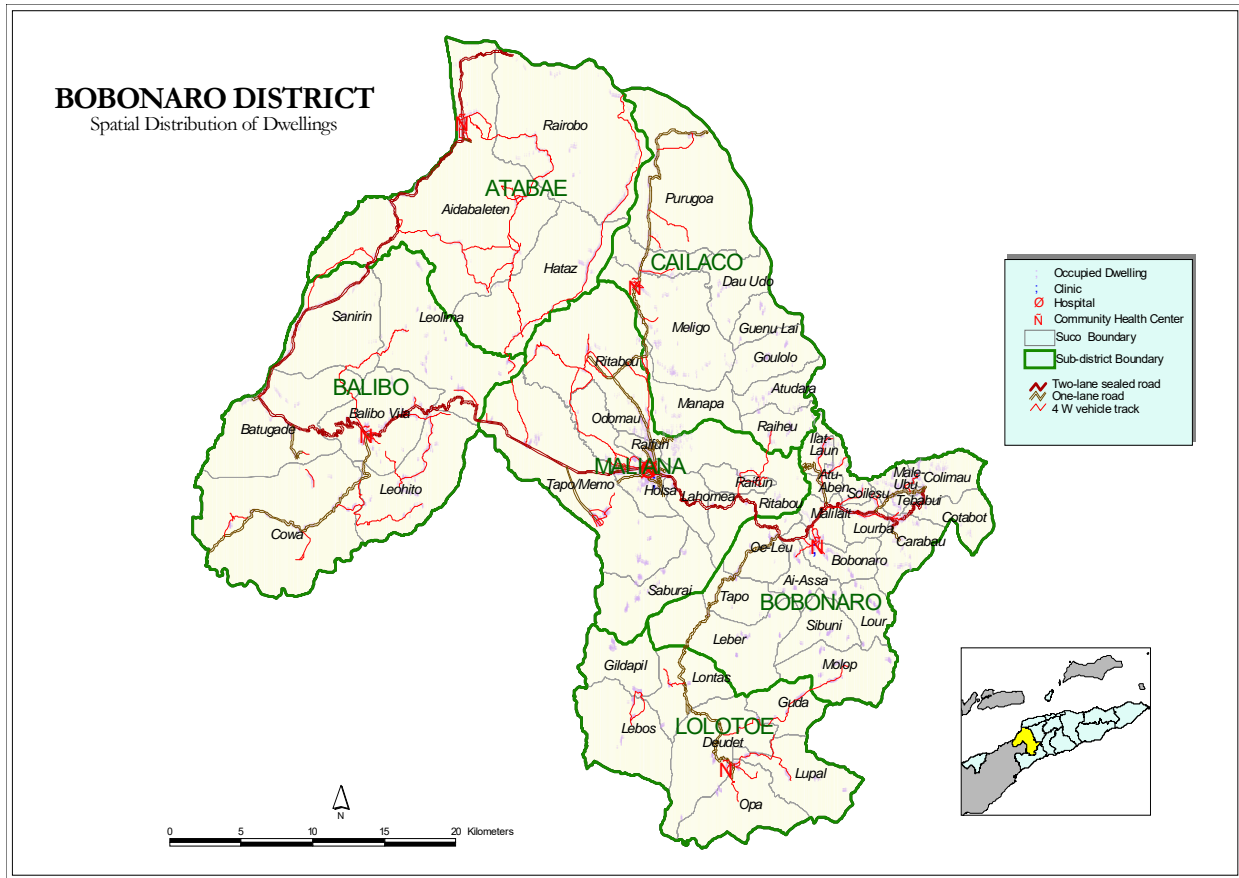 BOBONARO DISTRICT
Spatial Distribution of Dwellings
Rairobo
ATABAE
Aidabaleten
Purugoa
Hataz
CAILACO
Dau Udo
Sanirin
Leolima
Meligo
Guenu Lai
Goulolo
Ritabou
BALIBO
Atudara
Manapa
Balibo Vila
Batugade
Odomau
Raiheu
Raifun
Ilat-
Laun
MALIANA
Tapo/Memo
Holsa
Lahomea
Raifun
Ritabou
Atu-
Aben
Soilesu
Male-
Ubu
Colimau
Tebabui
Leohito
Malilait
Lourba
Cotabot
Carabau
Cowa
Oe-Leu
Bobonaro
Ai-Assa
Saburai
Tapo
BOBONARO
Sibuni
Lour
Leber
Gildapil
Molop
Lontas
Guda
Lebos
LOLOTOE
Deudet
Lupal
Opa
Ñ
Occupied Dwelling
; Clinic
Ø Hospital
Ñ Community Health Center
Suco Boundary
Sub-district Boundary
Two-lane sealed road
One-lane road
4 W vehicle track
N
0 5 10 15 20 Kilometers